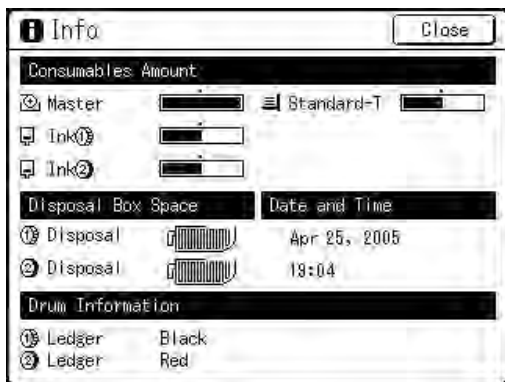 Info Close
Consumables Amount
Master Standard-T
Ink①
Ink②
Disposal Box Space Date and Time
① Disposal Apr 25, 2005
② Disposal 19:04
Drum Information
① Ledger Black
② Ledger Red